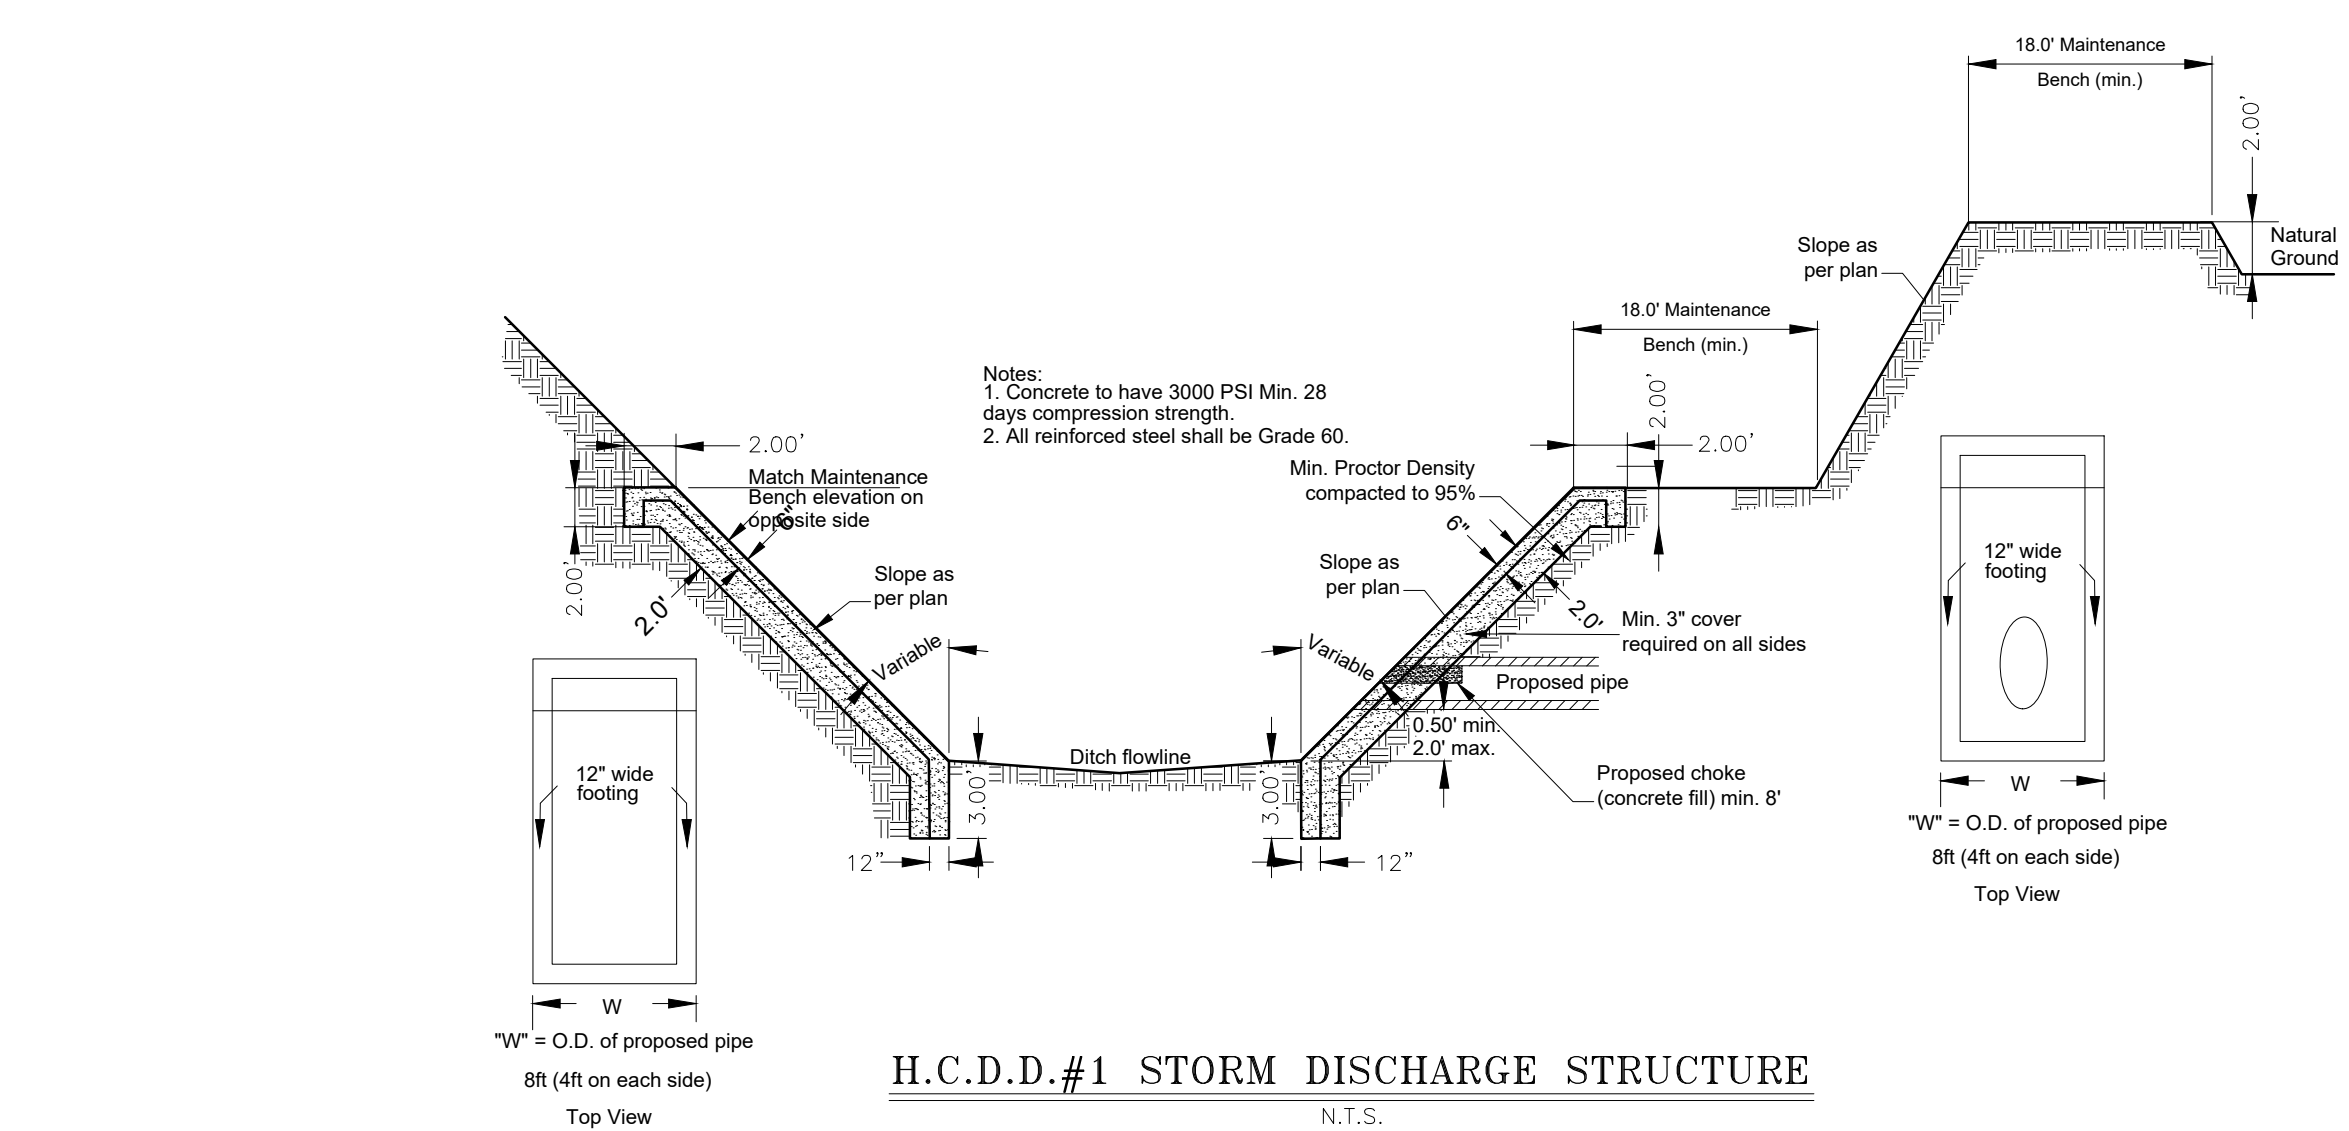 18.0' Maintenance
Bench (min.)
2.00'
Natural
Ground
Slope as
per plan
18.0' Maintenance
Bench (min.)
2.00'
2.00'
Notes:
1. Concrete to have 3000 PSI Min. 28
days compression strength.
2. All reinforced steel shall be Grade 60.
2.00'
Match Maintenance
Bench elevation on
opposite side
6"
2.00'
2.0'
Slope as
per plan
Variable
Min. Proctor Density
compacted to 95%
6"
Slope as
per plan
2.0'
Min. 3" cover
required on all sides
Variable
Proposed pipe
0.50' min.
2.0' max.
Ditch flowline
3.00'
3.00'
Proposed choke
(concrete fill) min. 8'
12"
12"
12" wide
footing
W
"W" = O.D. of proposed pipe
8ft (4ft on each side)
Top View
12" wide
footing
W
"W" = O.D. of proposed pipe
8ft (4ft on each side)
Top View
H.C.D.D.#1 STORM DISCHARGE STRUCTURE
N.T.S.